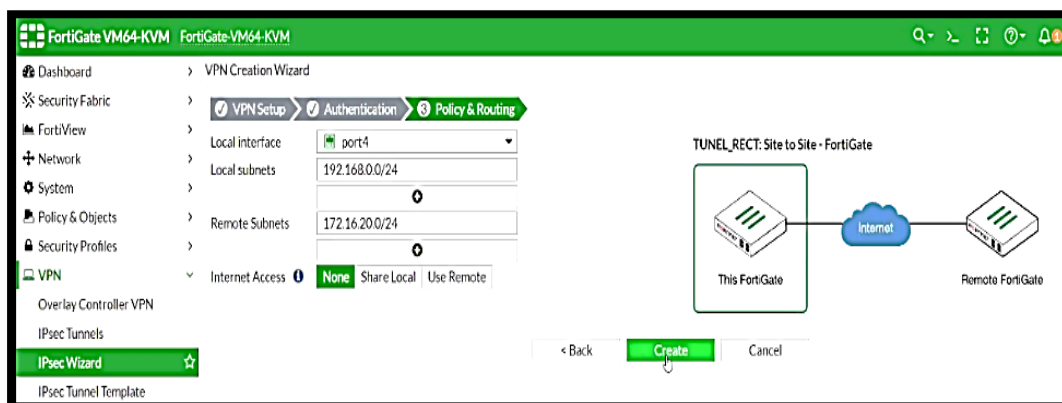 FortiGate VM64-KVM FortiGate-VM64-KVM
Dashboard
Security Fabric
FortiView
Network
System
Policy & Objects
Security Profiles
VPN
Overlay Controller VPN
IPsec Tunnels
IPsec Wizard
IPsec Tunnel Template
VPN Creation Wizard
VPN Setup Authentication 3 Policy & Routing
Local interface port4
Local subnets 192.168.0.0/24
Remote Subnets 172.16.20.0/24
Internet Access None Share Local Use Remote
TUNEL_RECT: Site to Site - FortiGate
Internet
This FortiGate Remote FortiGate
< Back Create Cancel